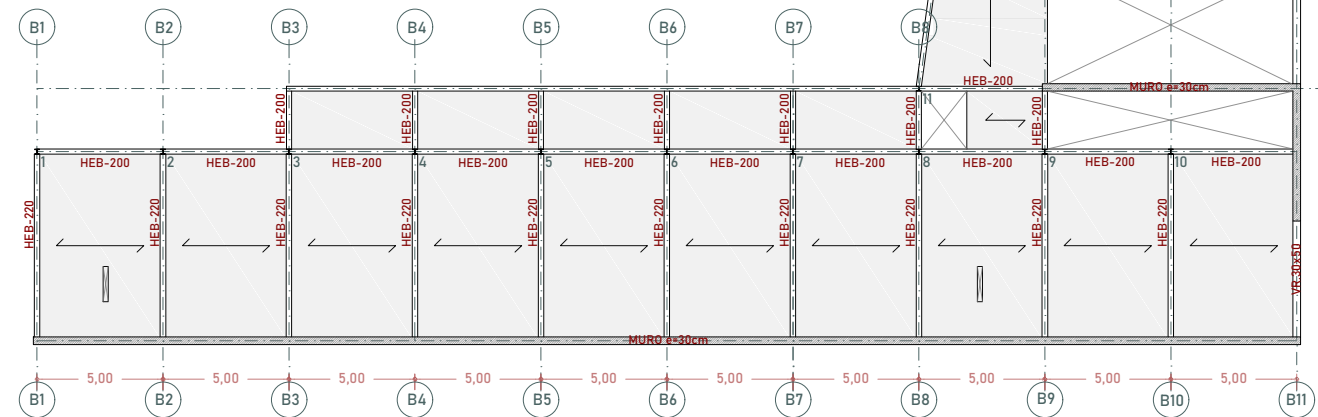 B1 B2 B3 B4 B5 B6 B7 B8
HEB-200
MURO e=30cm
HEB-200 HEB-200 HEB-200 HEB-200 HEB-200 HEB-200
11
1 HEB-200 2 HEB-200 3 HEB-200 4 HEB-200 5 HEB-200 6 HEB-200 7 HEB-200 8 HEB-200 9 HEB-200 10 HEB-200
HEB-220 HEB-220 HEB-220 HEB-220 HEB-220 HEB-220 HEB-220 HEB-220 HEB-220 HEB-220
VR.30x50
MURO e=30cm
5,00 5,00 5,00 5,00 5,00 5,00 5,00 5,00 5,00 5,00
B1 B2 B3 B4 B5 B6 B7 B8 B9 B10 B11